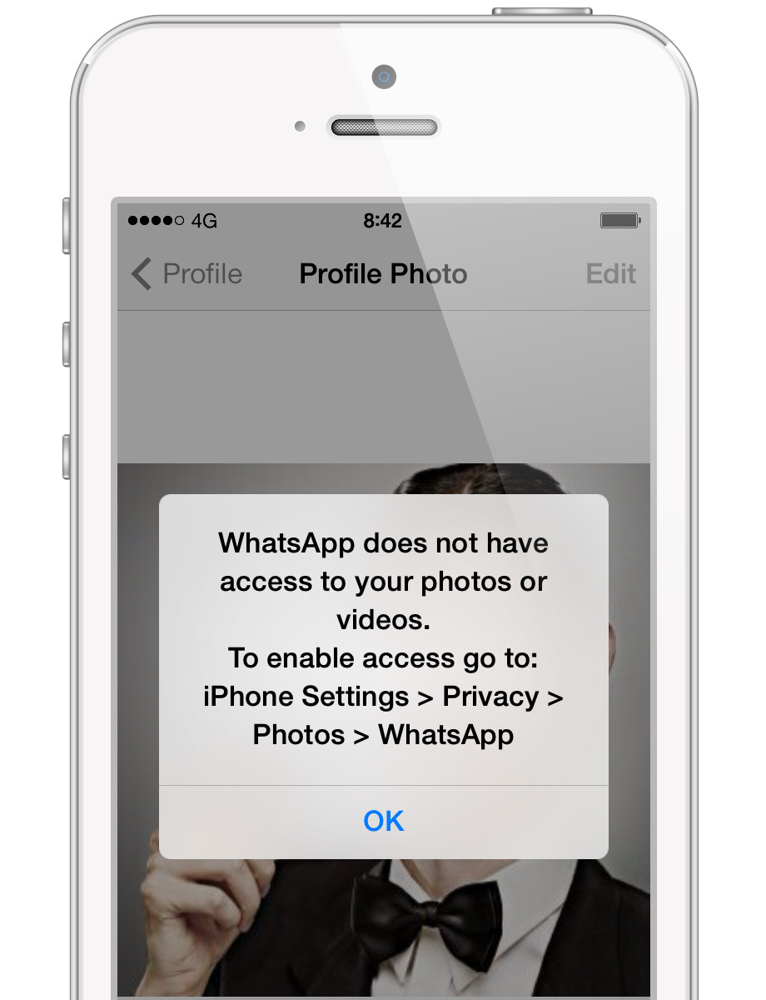 4G 8:42
Profile Profile Photo Edit
WhatsApp does not have
access to your photos or
videos.
To enable access go to:
iPhone Settings > Privacy >
Photos > WhatsApp
OK